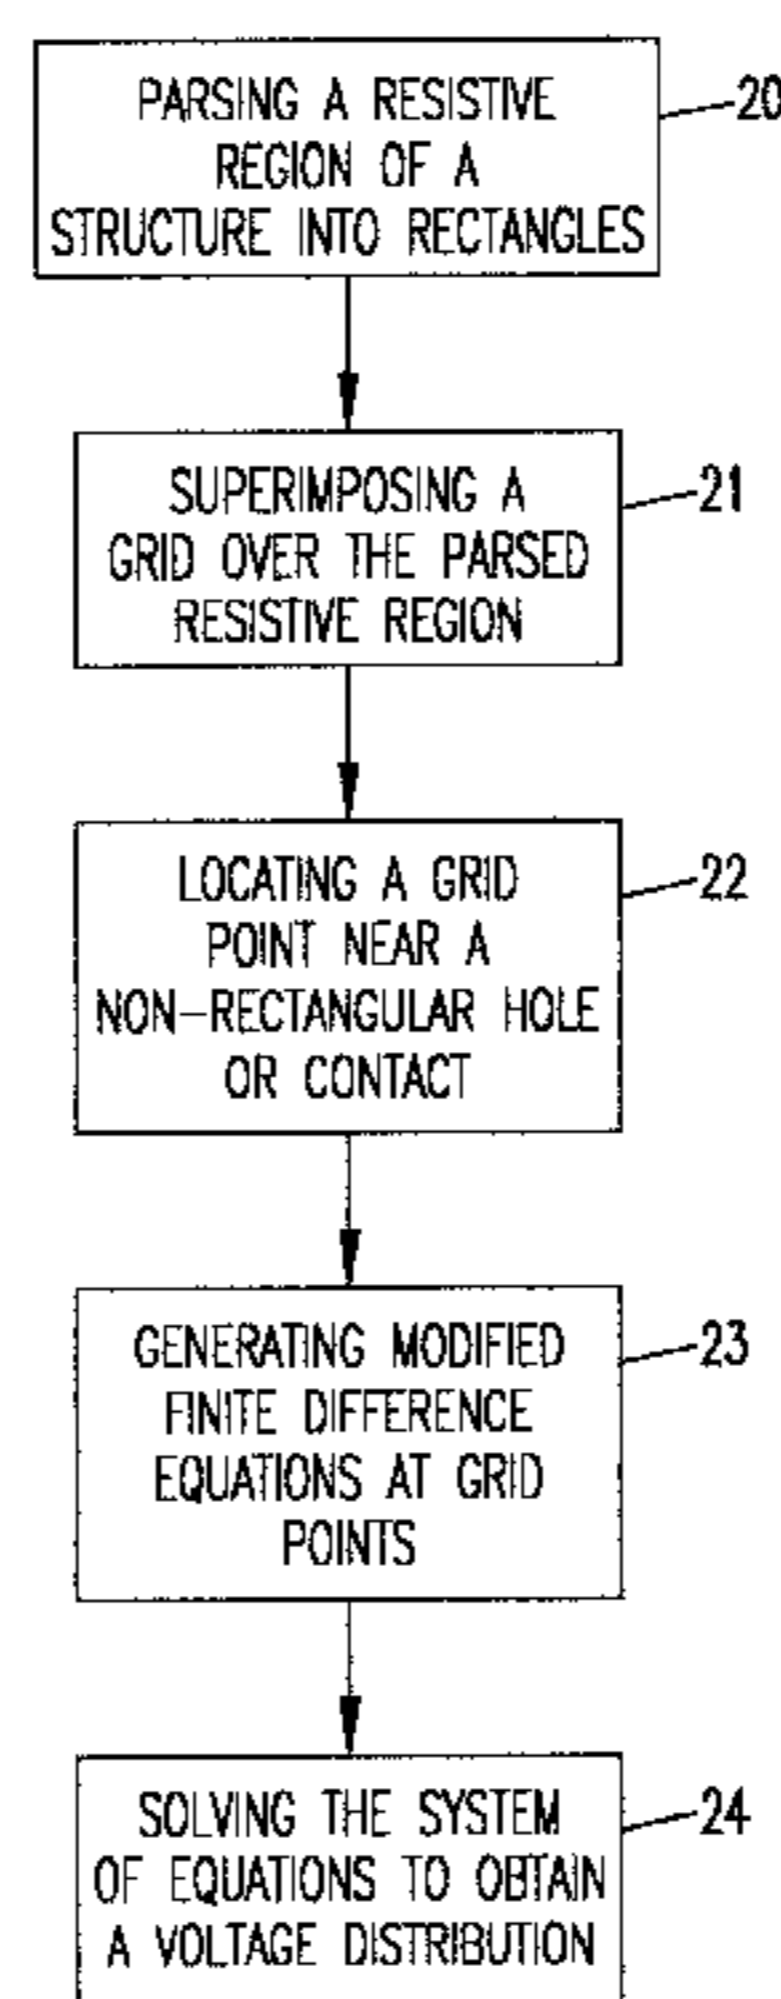 PARSING A RESISTIVE
REGION OF A
STRUCTURE INTO RECTANGLES
20
SUPERIMPOSING A
GRID OVER THE PARSED
RESISTIVE REGION
21
LOCATING A GRID
POINT NEAR A
NON-RECTANGULAR HOLE
OR CONTACT
22
GENERATING MODIFIED
FINITE DIFFERENCE
EQUATIONS AT GRID
POINTS
23
SOLVING THE SYSTEM
OF EQUATIONS TO OBTAIN
A VOLTAGE DISTRIBUTION
24